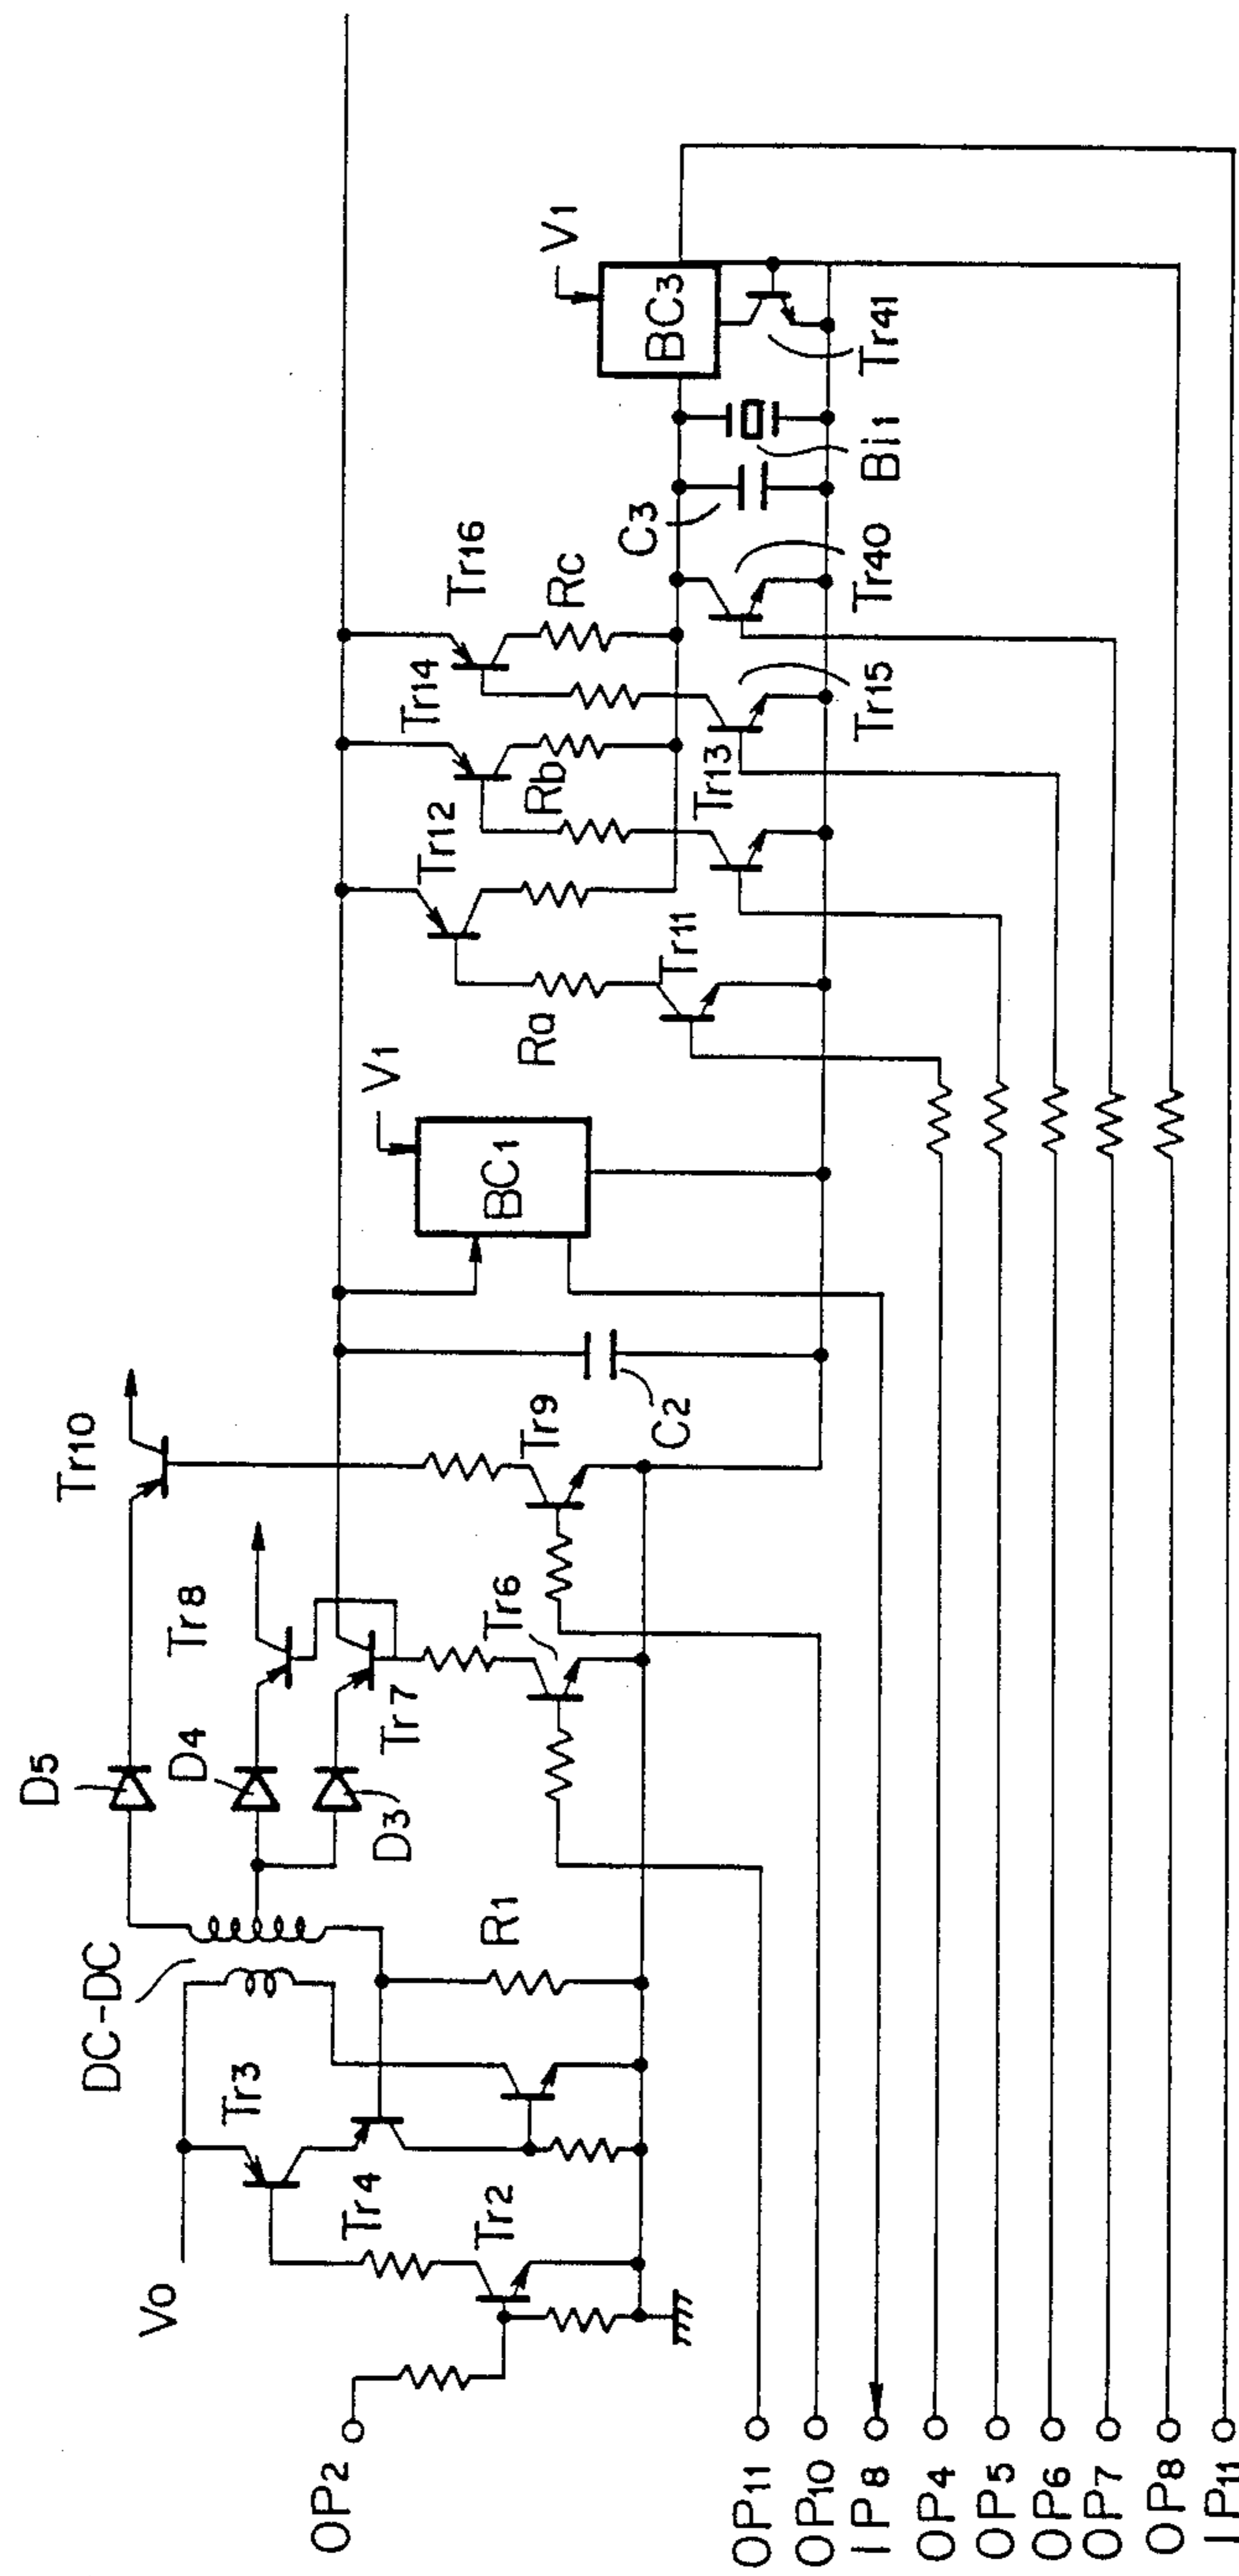 OP2
Vo
Tr3
Tr4
Tr2
DC-DC
R1
D5
D4
D3
Tr8
Tr7
Tr6
Tr10
Tr9
C2
V1
BC1
Ra
Tr11
Tr12
Rb
Tr13
Tr14
Rc
Tr15
Tr16
Tr40
C3
Bi1
V1
BC3
Tr41
OP11
OP10
IP8
OP4
OP5
OP6
OP7
OP8
IP11